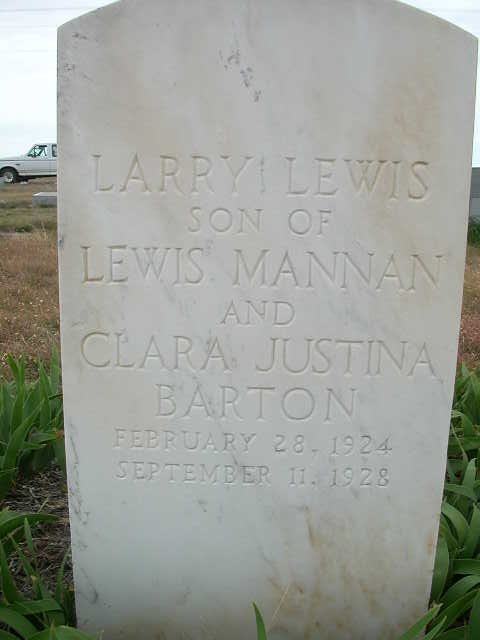 LARRY LEWIS
SON OF
LEWIS MANNAN
AND
CLARA JUSTINA
BARTON
FEBRUARY 28, 1924
SEPTEMBER 11, 1928